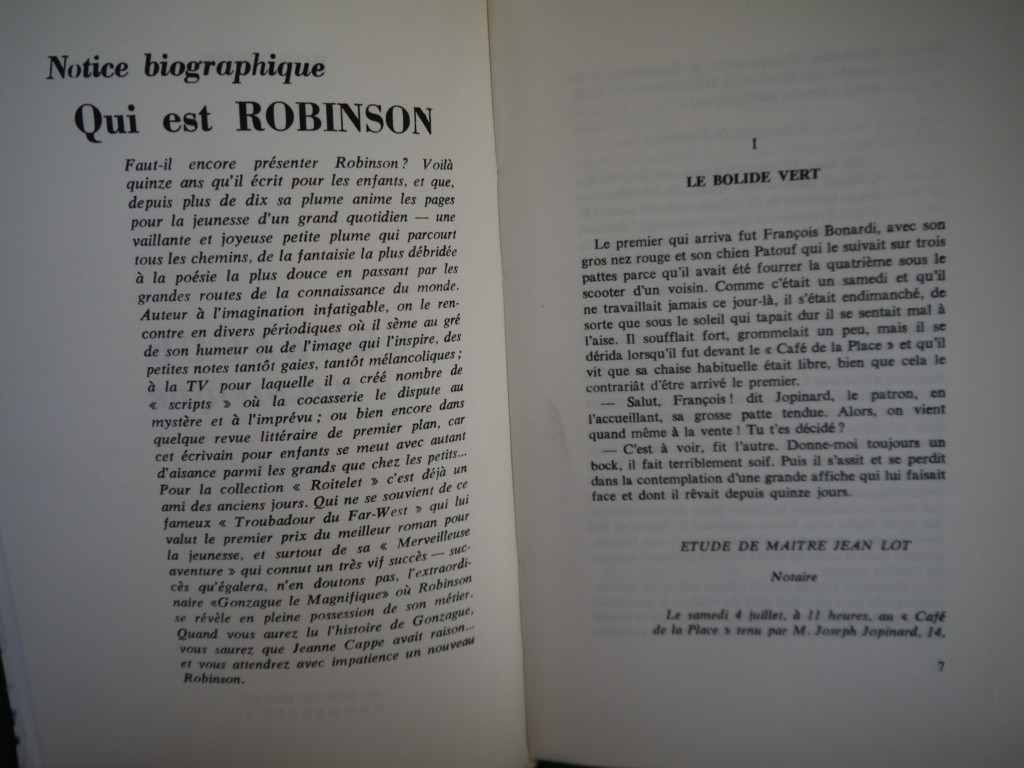 Notice biographique
Qui est ROBINSON
Faut-il encore présenter Robinson ? Voilà
quinze ans qu'il écrit pour les enfants, et que,
depuis plus de dix sa plume anime les pages
pour la jeunesse d'un grand quotidien — une
vaillante et joyeuse petite plume qui parcourt
tous les chemins, de la fantaisie la plus débridée
à la poésie la plus douce en passant par les
grandes routes de la connaissance du monde.
Auteur à l'imagination infatigable, on le ren-
contre en divers périodiques où il sème au gré
de son humeur ou de l'image qui l'inspire, des
petites notes tantôt gaies, tantôt mélancoliques ;
à la TV pour laquelle il a créé nombre de
« scripts » où la cocasserie le dispute au
mystère et à l'imprévu ; ou bien encore dans
quelque revue littéraire de premier plan, car
cet écrivain pour enfants se meut avec autant
d'aisance parmi les grands que chez les petits...
Pour la collection « Roitelet » c'est déjà un
ami des anciens jours. Qui ne se souvient de ce
fameux « Troubadour du Far-West » qui lui
valut le premier prix du meilleur roman pour
la jeunesse, et surtout de sa « Merveilleuse
aventure » qui connut un très vif succès — suc-
cès qu'égalera, n'en doutons pas, l'extraordi-
naire «Gonzague le Magnifique» où Robinson
se révèle en pleine possession de son métier.
Quand vous aurez lu l'histoire de Gonzague,
vous saurez que Jeanne Cappe avait raison...
et vous attendrez avec impatience un nouveau
Robinson.
I
LE BOLIDE VERT
Le premier qui arriva fut François Bonardi, avec son
gros nez rouge et son chien Patouf qui le suivait sur trois
pattes parce qu'il avait été fourrer la quatrième sous le
scooter d'un voisin. Comme c'était un samedi et qu'il
ne travaillait jamais ce jour-là, il s'était endimanché, de
sorte que sous le soleil qui tapait dur il se sentait mal à
l'aise. Il soufflait fort, grommelait un peu, mais il se
dérida lorsqu'il fut devant le « Café de la Place » et qu'il
vit que sa chaise habituelle était libre, bien que cela le
contrariât d'être arrivé le premier.
— Salut, François ! dit Jopinard, le patron, en
l'accueillant, sa grosse patte tendue. Alors, on vient
quand même à la vente ! Tu t'es décidé ?
— C'est à voir, fit l'autre. Donne-moi toujours un
bock, il fait terriblement soif. Puis il s'assit et se perdit
dans la contemplation d'une grande affiche qui lui faisait
face et dont il rêvait depuis quinze jours.
ETUDE DE MAITRE JEAN LOT
Notaire
Le samedi 4 juillet, à 11 heures, au « Café
de la Place » tenu par M. Joseph Jopinard, 14,
7